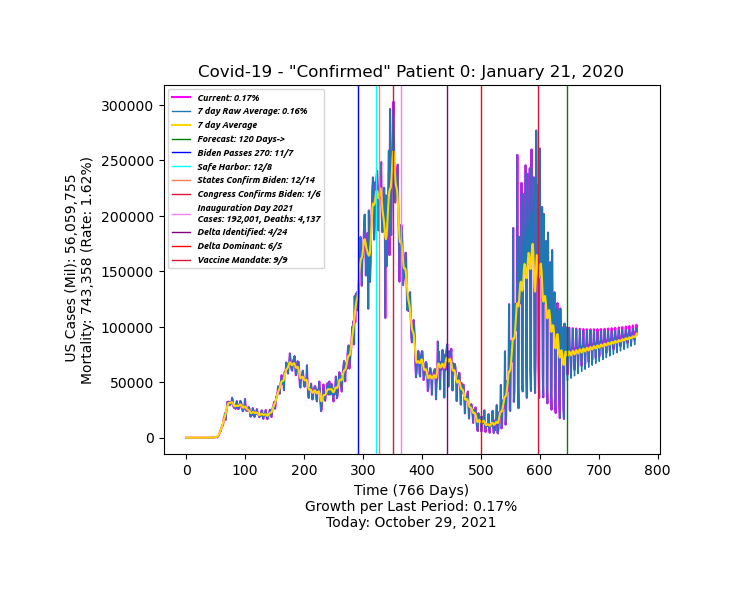 Covid-19 - "Confirmed" Patient 0: January 21, 2020
US Cases (Mil): 56,059,755
Mortality: 743,358 (Rate: 1.62%)
300000
250000
200000
150000
100000
50000
0
Current: 0.17%
7 day Raw Average: 0.16%
7 day Average
Forecast: 120 Days->
Biden Passes 270: 11/7
Safe Harbor: 12/8
States Confirm Biden: 12/14
Congress Confirms Biden: 1/6
Inauguration Day 2021
Cases: 192,001, Deaths: 4,137
Delta Identified: 4/24
Delta Dominant: 6/5
Vaccine Mandate: 9/9
0 100 200 300 400 500 600 700 800
Time (766 Days)
Growth per Last Period: 0.17%
Today: October 29, 2021